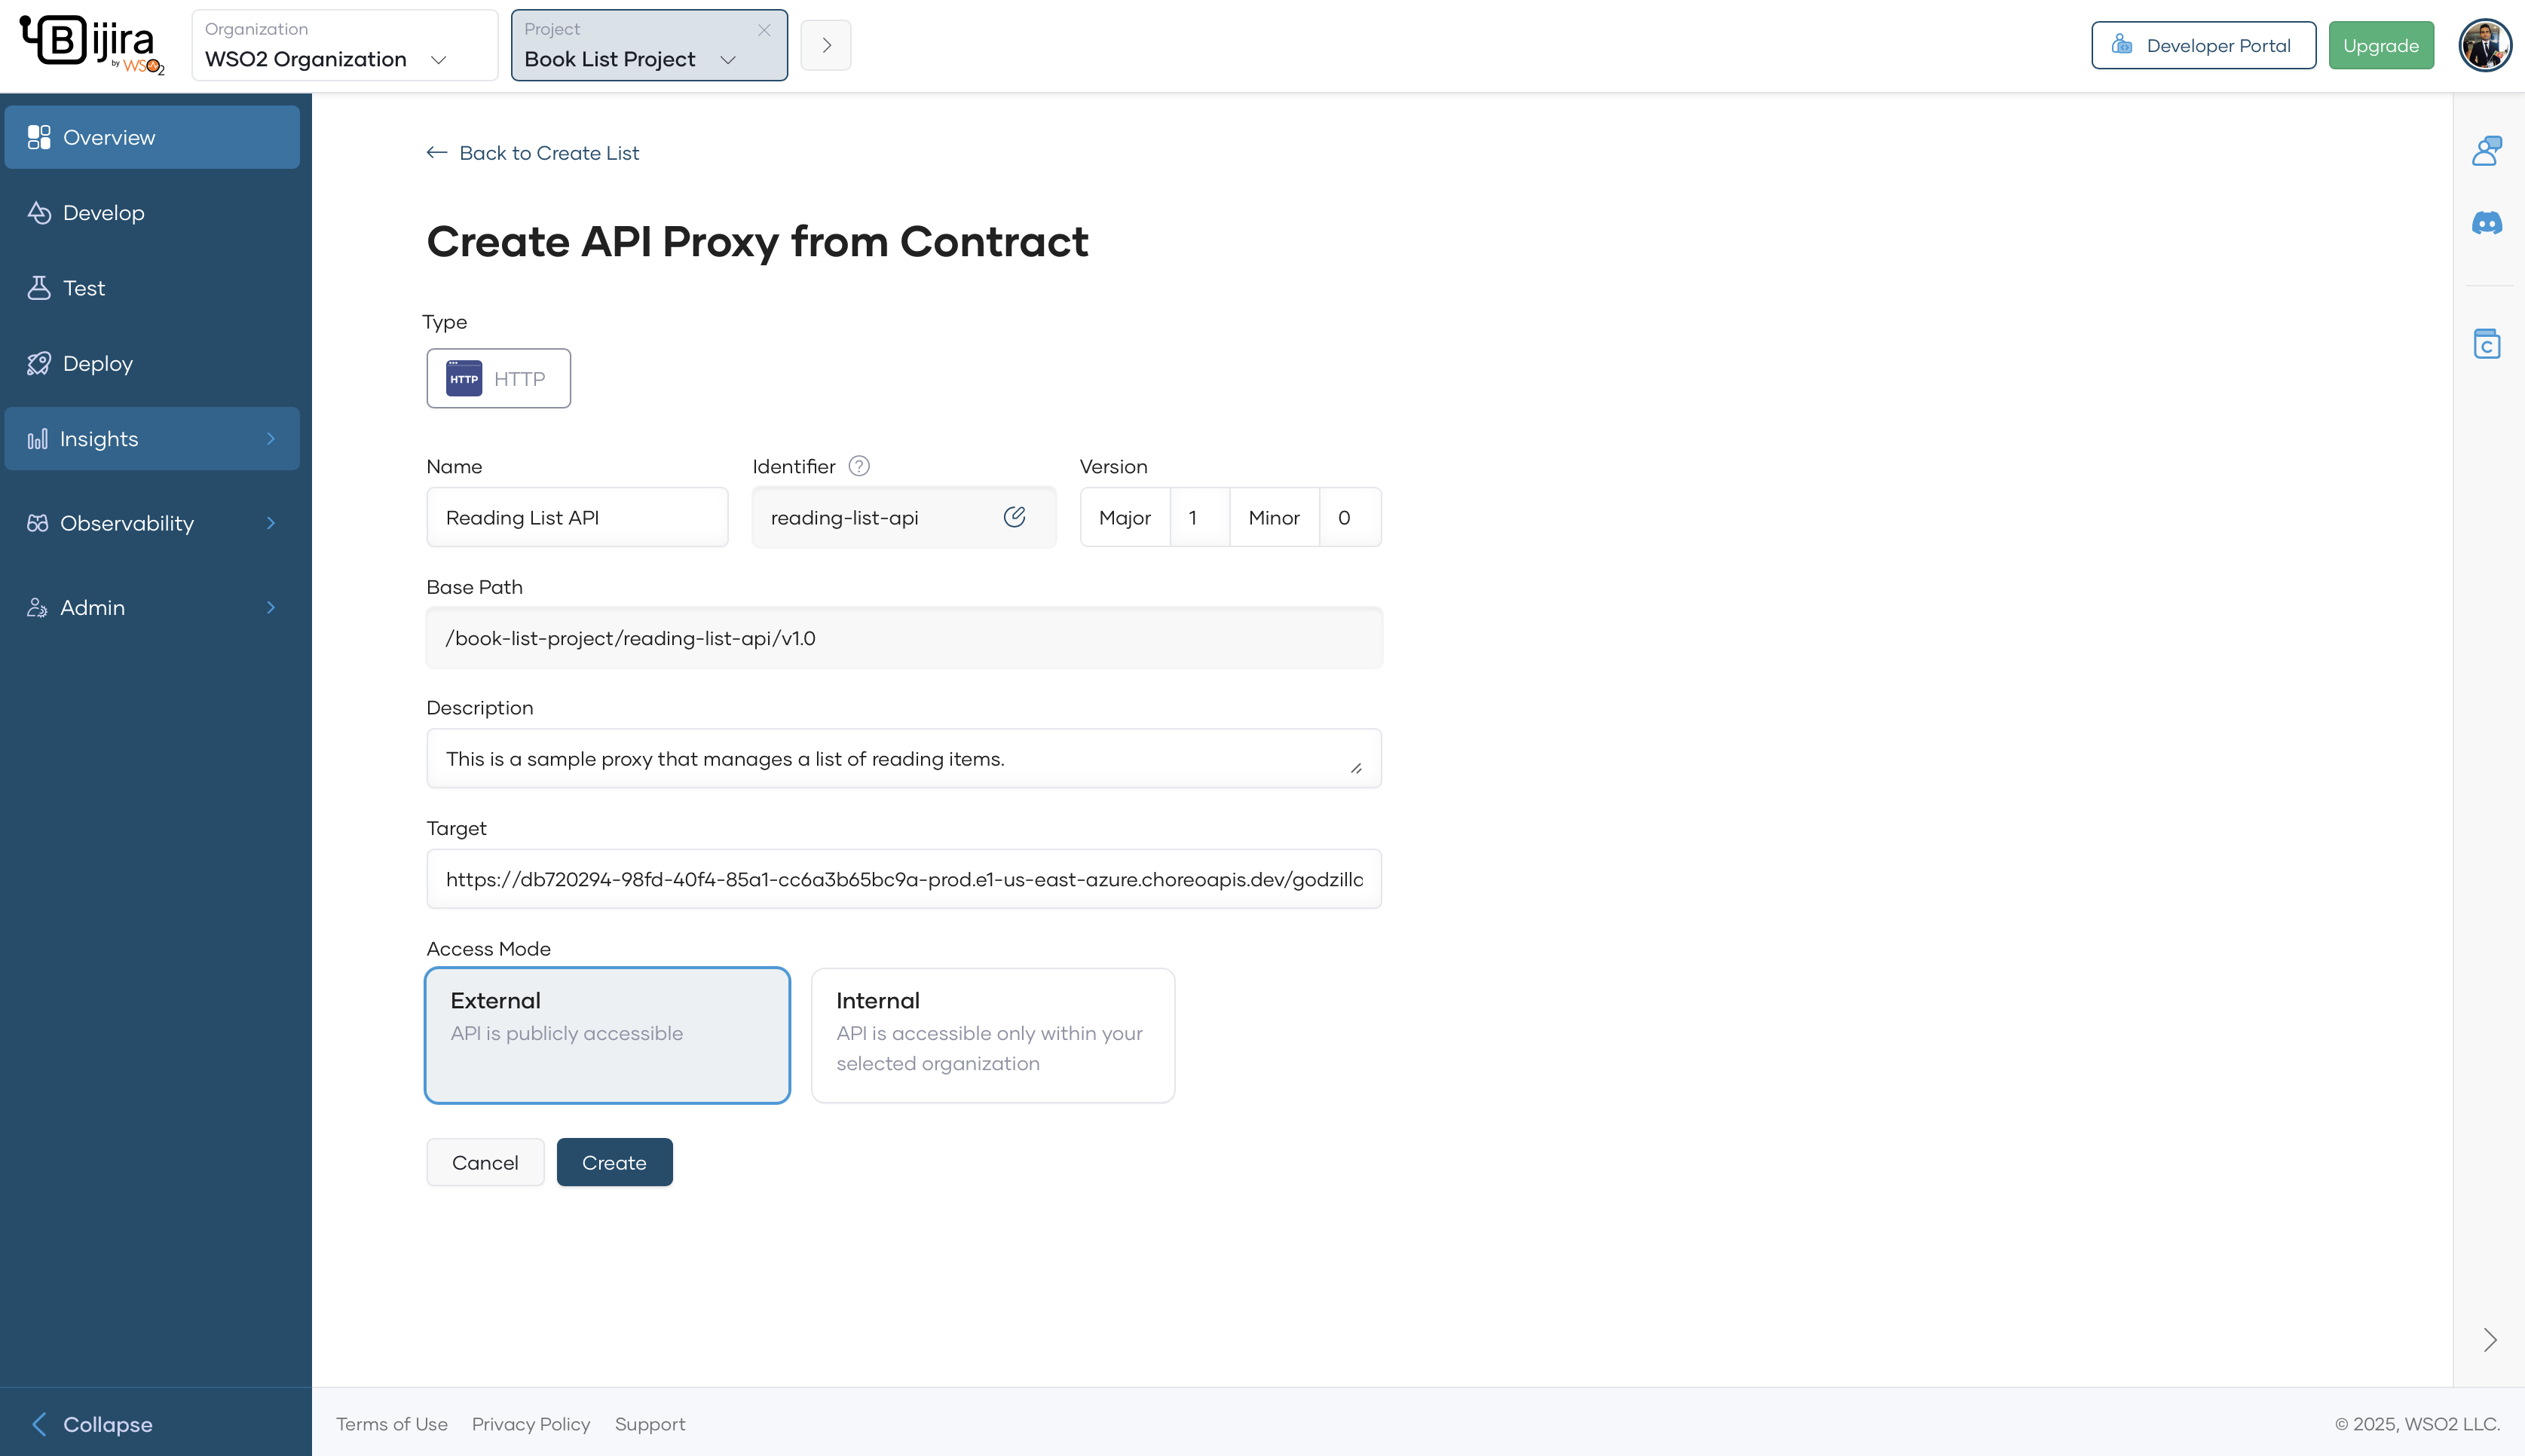 Bijira
by WSO2
Organization
WSO2 Organization
Project
Book List Project
Developer Portal
Upgrade
Overview
Develop
Test
Deploy
Insights
Observability
Admin
Collapse
Back to Create List
Create API Proxy from Contract
Type
HTTP HTTP
Name
Reading List API
Identifier ?
reading-list-api
Version
Major 1 Minor 0
Base Path
/book-list-project/reading-list-api/v1.0
Description
This is a sample proxy that manages a list of reading items.
Target
https://db720294-98fd-40f4-85a1-cc6a3b65bc9a-prod.e1-us-east-azure.choreoapis.dev/godzilla
Access Mode
External
API is publicly accessible
Internal
API is accessible only within your
selected organization
Cancel
Create
C
Terms of Use
Privacy Policy
Support
© 2025, WSO2 LLC.